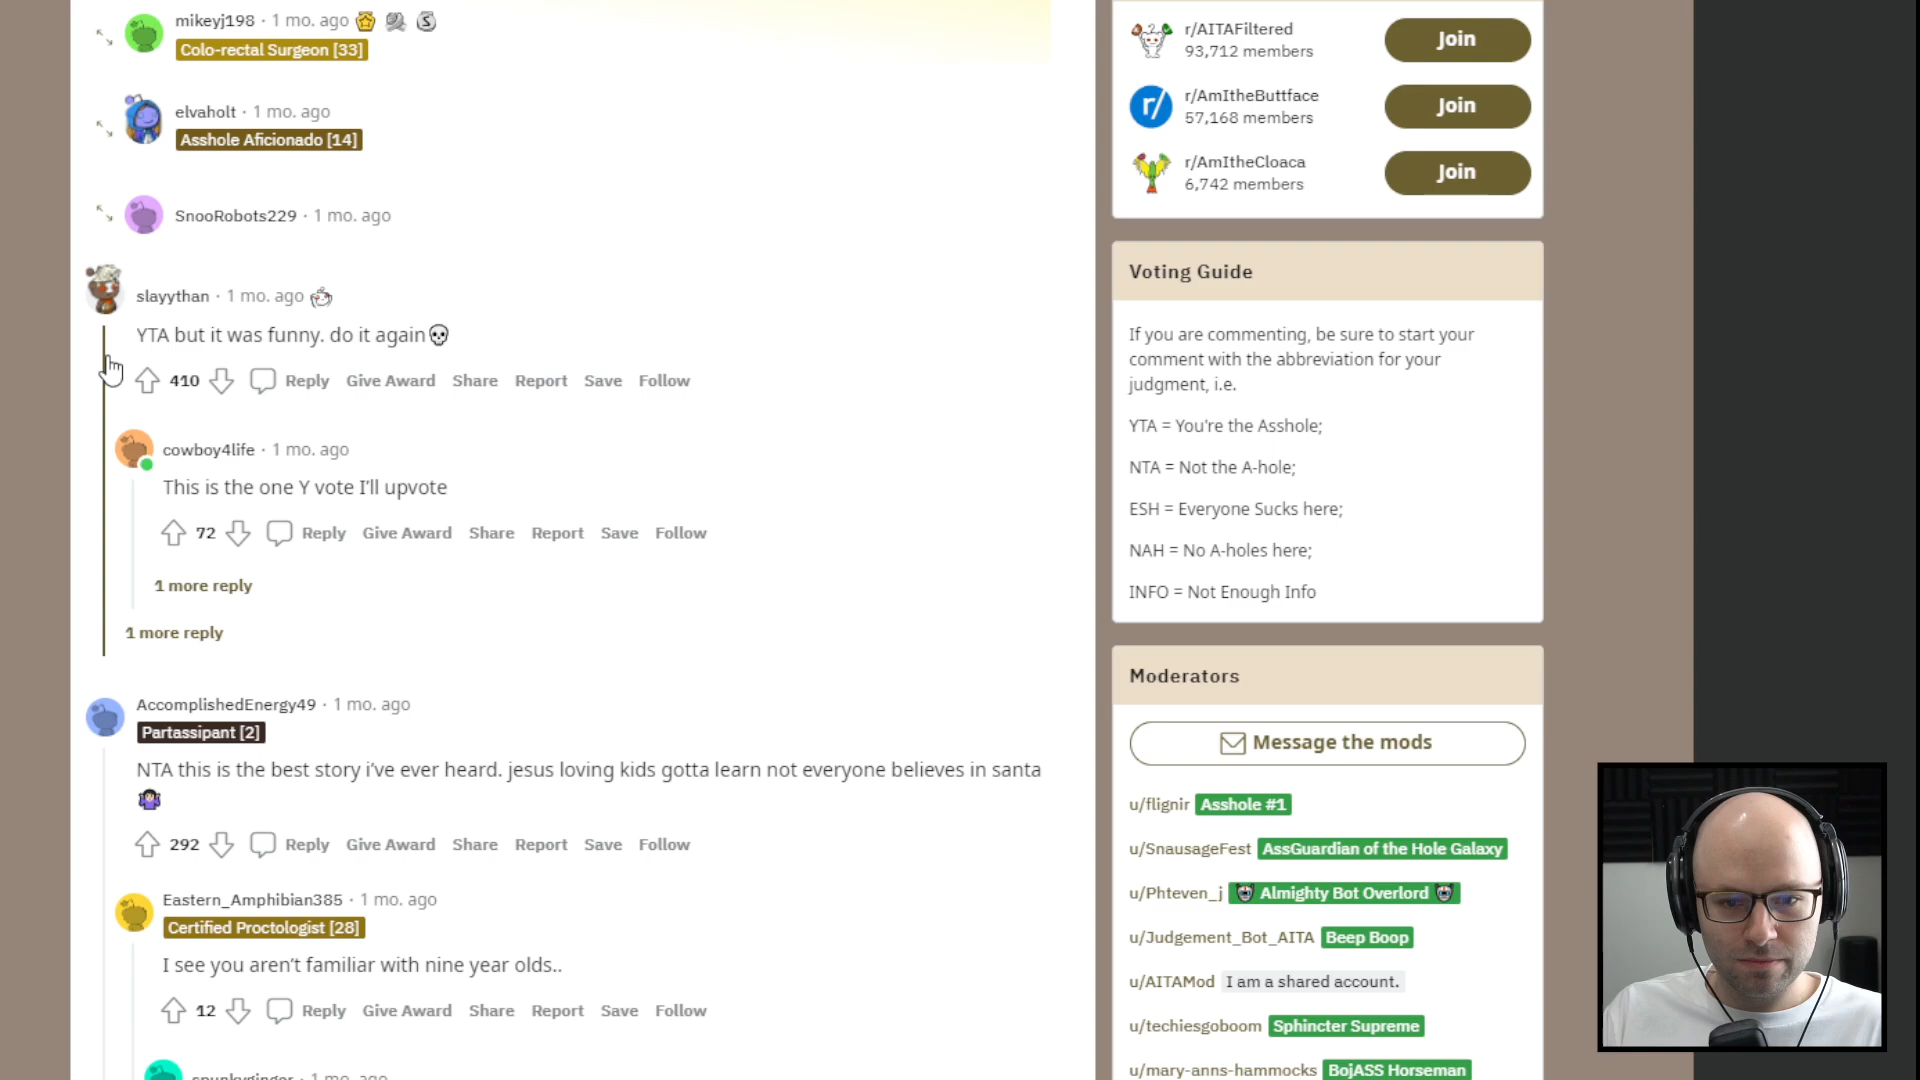 mikeyj198 · 1 mo. ago
Colo-rectal Surgeon [33]
elvaholt · 1 mo. ago
Asshole Aficionado [14]
SnooRobots229 · 1 mo. ago
slayythan · 1 mo. ago
YTA but it was funny. do it again💀
410 Reply Give Award Share Report Save Follow
cowboy4life · 1 mo. ago
This is the one Y vote I'll upvote
72 Reply Give Award Share Report Save Follow
1 more reply
1 more reply
AccomplishedEnergy49 · 1 mo. ago
Partassipant [2]
NTA this is the best story i've ever heard. jesus loving kids gotta learn not everyone believes in santa
🤷🏻‍♀️
292 Reply Give Award Share Report Save Follow
Eastern_Amphibian385 · 1 mo. ago
Certified Proctologist [28]
I see you aren't familiar with nine year olds..
12 Reply Give Award Share Report Save Follow
spunkyginger · 1 mo. ago
r/AITAFiltered
93,712 members
Join
r/AmItheButtface
57,168 members
Join
r/AmItheCloaca
6,742 members
Join
Voting Guide
If you are commenting, be sure to start your
comment with the abbreviation for your
judgment, i.e.
YTA = You're the Asshole;
NTA = Not the A-hole;
ESH = Everyone Sucks here;
NAH = No A-holes here;
INFO = Not Enough Info
Moderators
Message the mods
u/flignir Asshole #1
u/SnausageFest AssGuardian of the Hole Galaxy
u/Phteven_j Almighty Bot Overlord
u/Judgement_Bot_AITA Beep Boop
u/AITAMod I am a shared account.
u/techiesgoboom Sphincter Supreme
u/mary-anns-hammocks BojASS Horseman